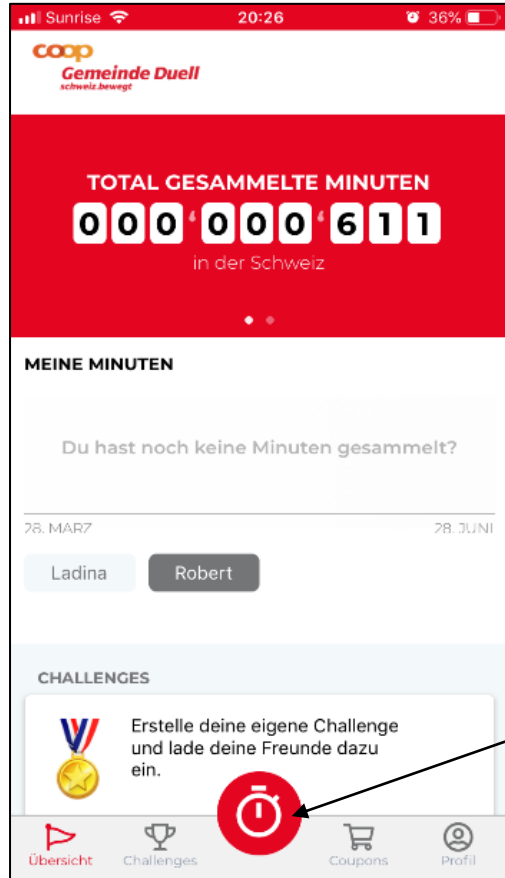 Sunrise 20:26 36%
coop
Gemeinde Duell
schweiz.bewegt
TOTAL GESAMMELTE MINUTEN
000'000'611
in der Schweiz
MEINE MINUTEN
Du hast noch keine Minuten gesammelt?
28. MÄRZ 28. JUNI
Ladina Robert
CHALLENGES
Erstelle deine eigene Challenge
und lade deine Freunde dazu
ein.
Übersicht Challenges Coupons Profil